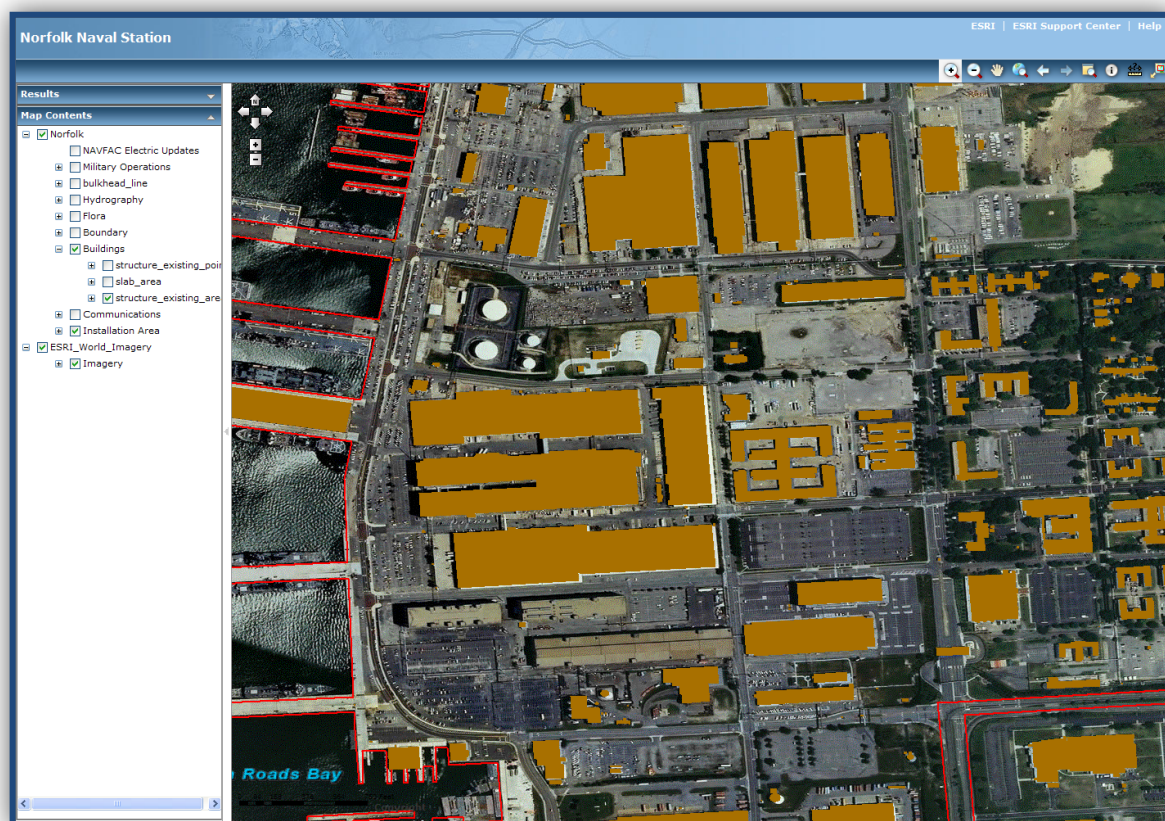 ESRI | ESRI Support Center | Help
Norfolk Naval Station
Results
Map Contents
Norfolk
NAVFAC Electric Updates
Military Operations
bulkhead_line
Hydrography
Flora
Boundary
Buildings
structure_existing_poi
slab_area
structure_existing_are
Communications
Installation Area
ESRI_World_Imagery
Imagery
N
Roads Bay